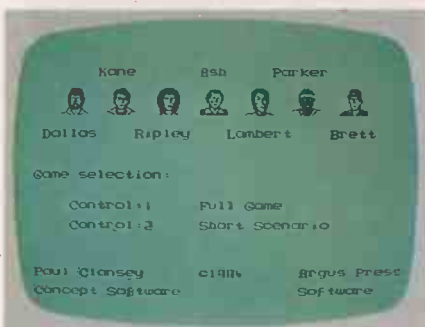 Kane Ash Parker
Dallas Ripley Lambert Brett
Game selection:
Control:1 Full Game
Control:2 Short Scenario
Paul Clansey c1984 Argus Press
Concept Software Software